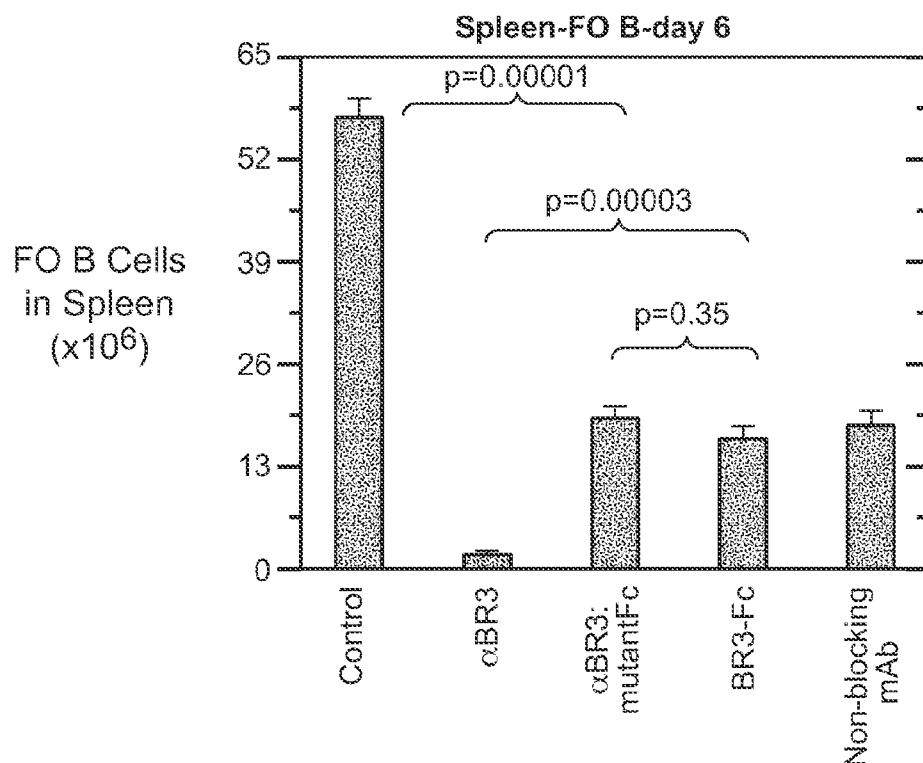 Spleen-FO B-day 6
FO B Cells
in Spleen
(x10⁶)
65
52
39
26
13
0
p=0.00001
p=0.00003
p=0.35
Control
αBR3
αBR3:
mutantFc
BR3-Fc
Non-blocking
mAb